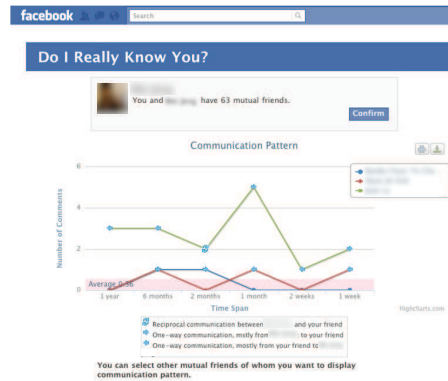 facebook
Search
Do I Really Know You?
You and have 63 mutual friends.
Confirm
Communication Pattern
6
4
2
0
Number of Comments
Average 0.36
1 year 6 months 2 months 1 month 2 weeks 1 week
Time Span
Highcharts.com
Reciprocal communication between and your friend
One-way communication, mstly from to your friend
One-way communication, mostly from your friend to
You can select other mutual friends of whom you want to display
communication pattern.